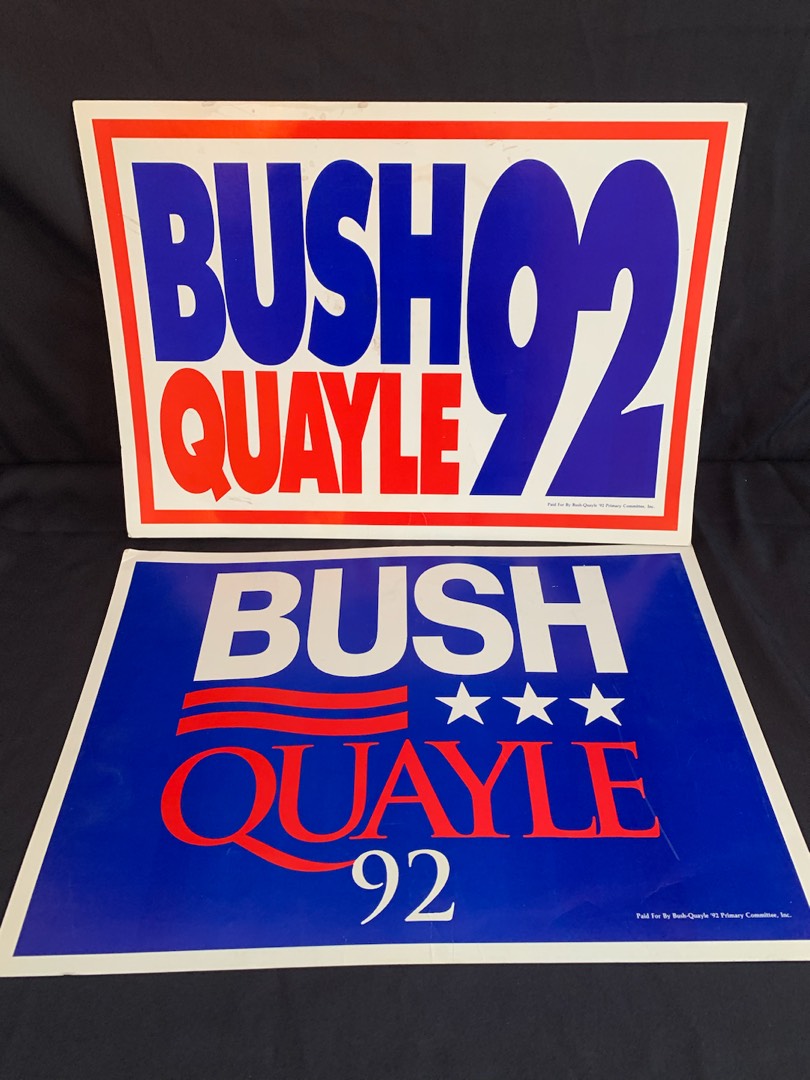 BUSH 92
QUAYLE
Paid For By Bush-Quayle '92 Primary Committee, Inc.
BUSH
QUAYLE
92
Paid For By Bush-Quayle '92 Primary Committee, Inc.